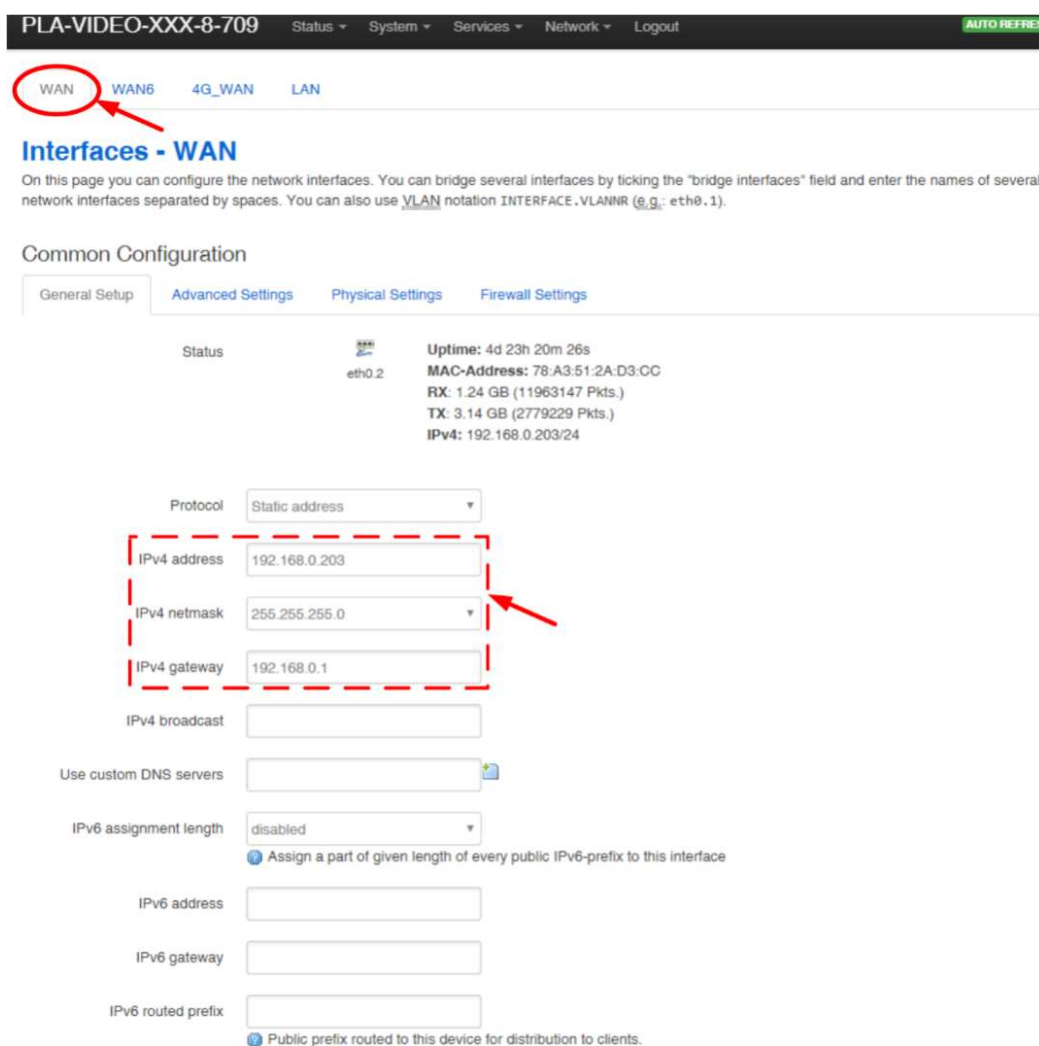 PLA-VIDEO-XXX-8-709 Status System Services Network Logout AUTO REFRES
WAN WAN6 4G_WAN LAN
Interfaces - WAN
On this page you can configure the network interfaces. You can bridge several interfaces by ticking the "bridge interfaces" field and enter the names of several
network interfaces separated by spaces. You can also use VLAN notation INTERFACE.VLANNR (e.g.: eth0.1).
Common Configuration
General Setup Advanced Settings Physical Settings Firewall Settings
Status
eth0.2
Uptime: 4d 23h 20m 26s
MAC-Address: 78:A3:51:2A:D3:CC
RX: 1.24 GB (11963147 Pkts.)
TX: 3.14 GB (2779229 Pkts.)
IPv4: 192.168.0.203/24
Protocol Static address
IPv4 address 192.168.0.203
IPv4 netmask 255.255.255.0
IPv4 gateway 192.168.0.1
IPv4 broadcast
Use custom DNS servers
IPv6 assignment length disabled
Assign a part of given length of every public IPv6-prefix to this interface
IPv6 address
IPv6 gateway
IPv6 routed prefix
Public prefix routed to this device for distribution to clients.